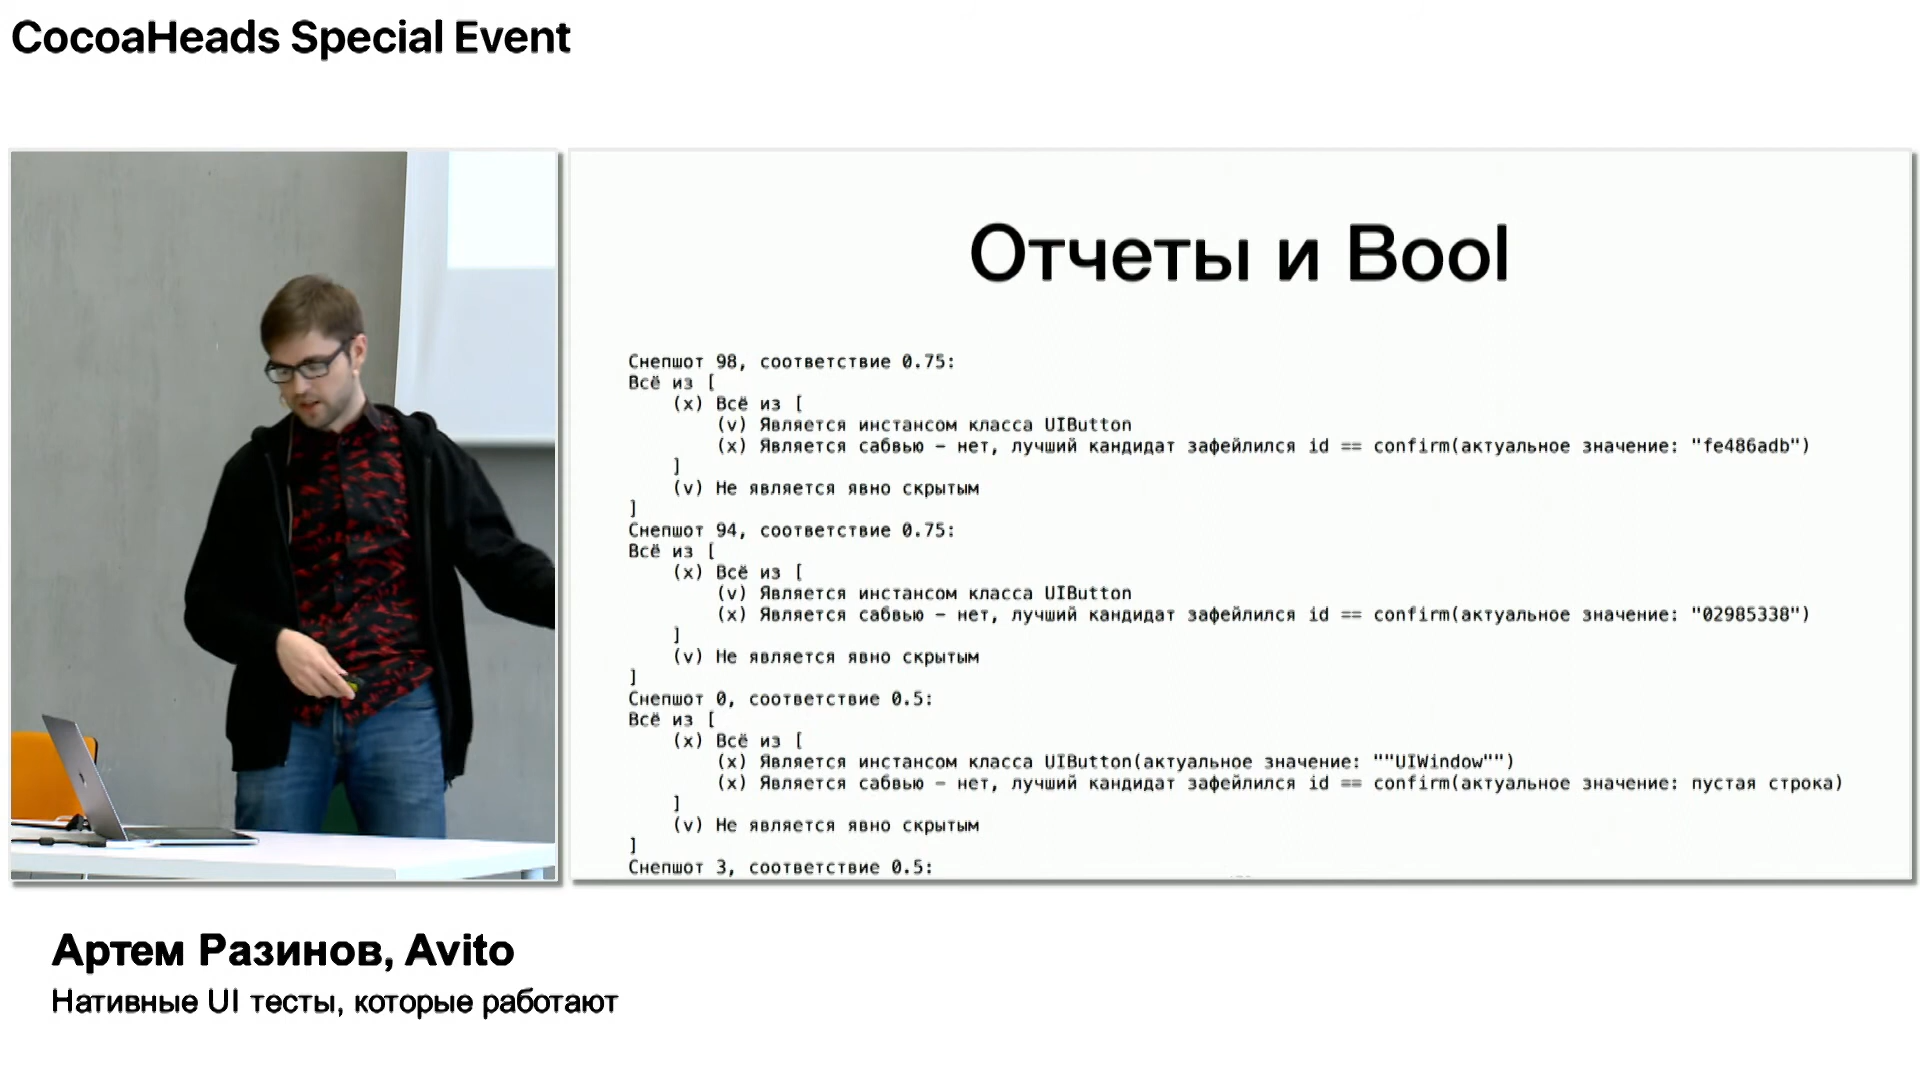 CocoaHeads Special Event
Отчеты и Bool
Снепшот 98, соответствие 0.75:
Всё из [
(x) Всё из [
(v) Является инстансом класса UIButton
(x) Является сабвью – нет, лучший кандидат зафейлился id == confirm(актуальное значение: "fe486adb")
]
(v) Не является явно скрытым
]
Снепшот 94, соответствие 0.75:
Всё из [
(x) Всё из [
(v) Является инстансом класса UIButton
(x) Является сабвью – нет, лучший кандидат зафейлился id == confirm(актуальное значение: "02985338")
]
(v) Не является явно скрытым
]
Снепшот 0, соответствие 0.5:
Всё из [
(x) Всё из [
(x) Является инстансом класса UIButton(актуальное значение: ""UIWindow"")
(x) Является сабвью – нет, лучший кандидат зафейлился id == confirm(актуальное значение: пустая строка)
]
(v) Не является явно скрытым
]
Снепшот 3, соответствие 0.5:
Артем Разинов, Avito
Нативные UI тесты, которые работают